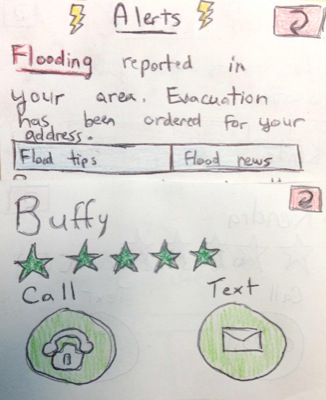 Alerts
Flooding reported in
your area. Evacuation
has been ordered for your
address.
Flood tips
Flood news
Buffy
Call
Text